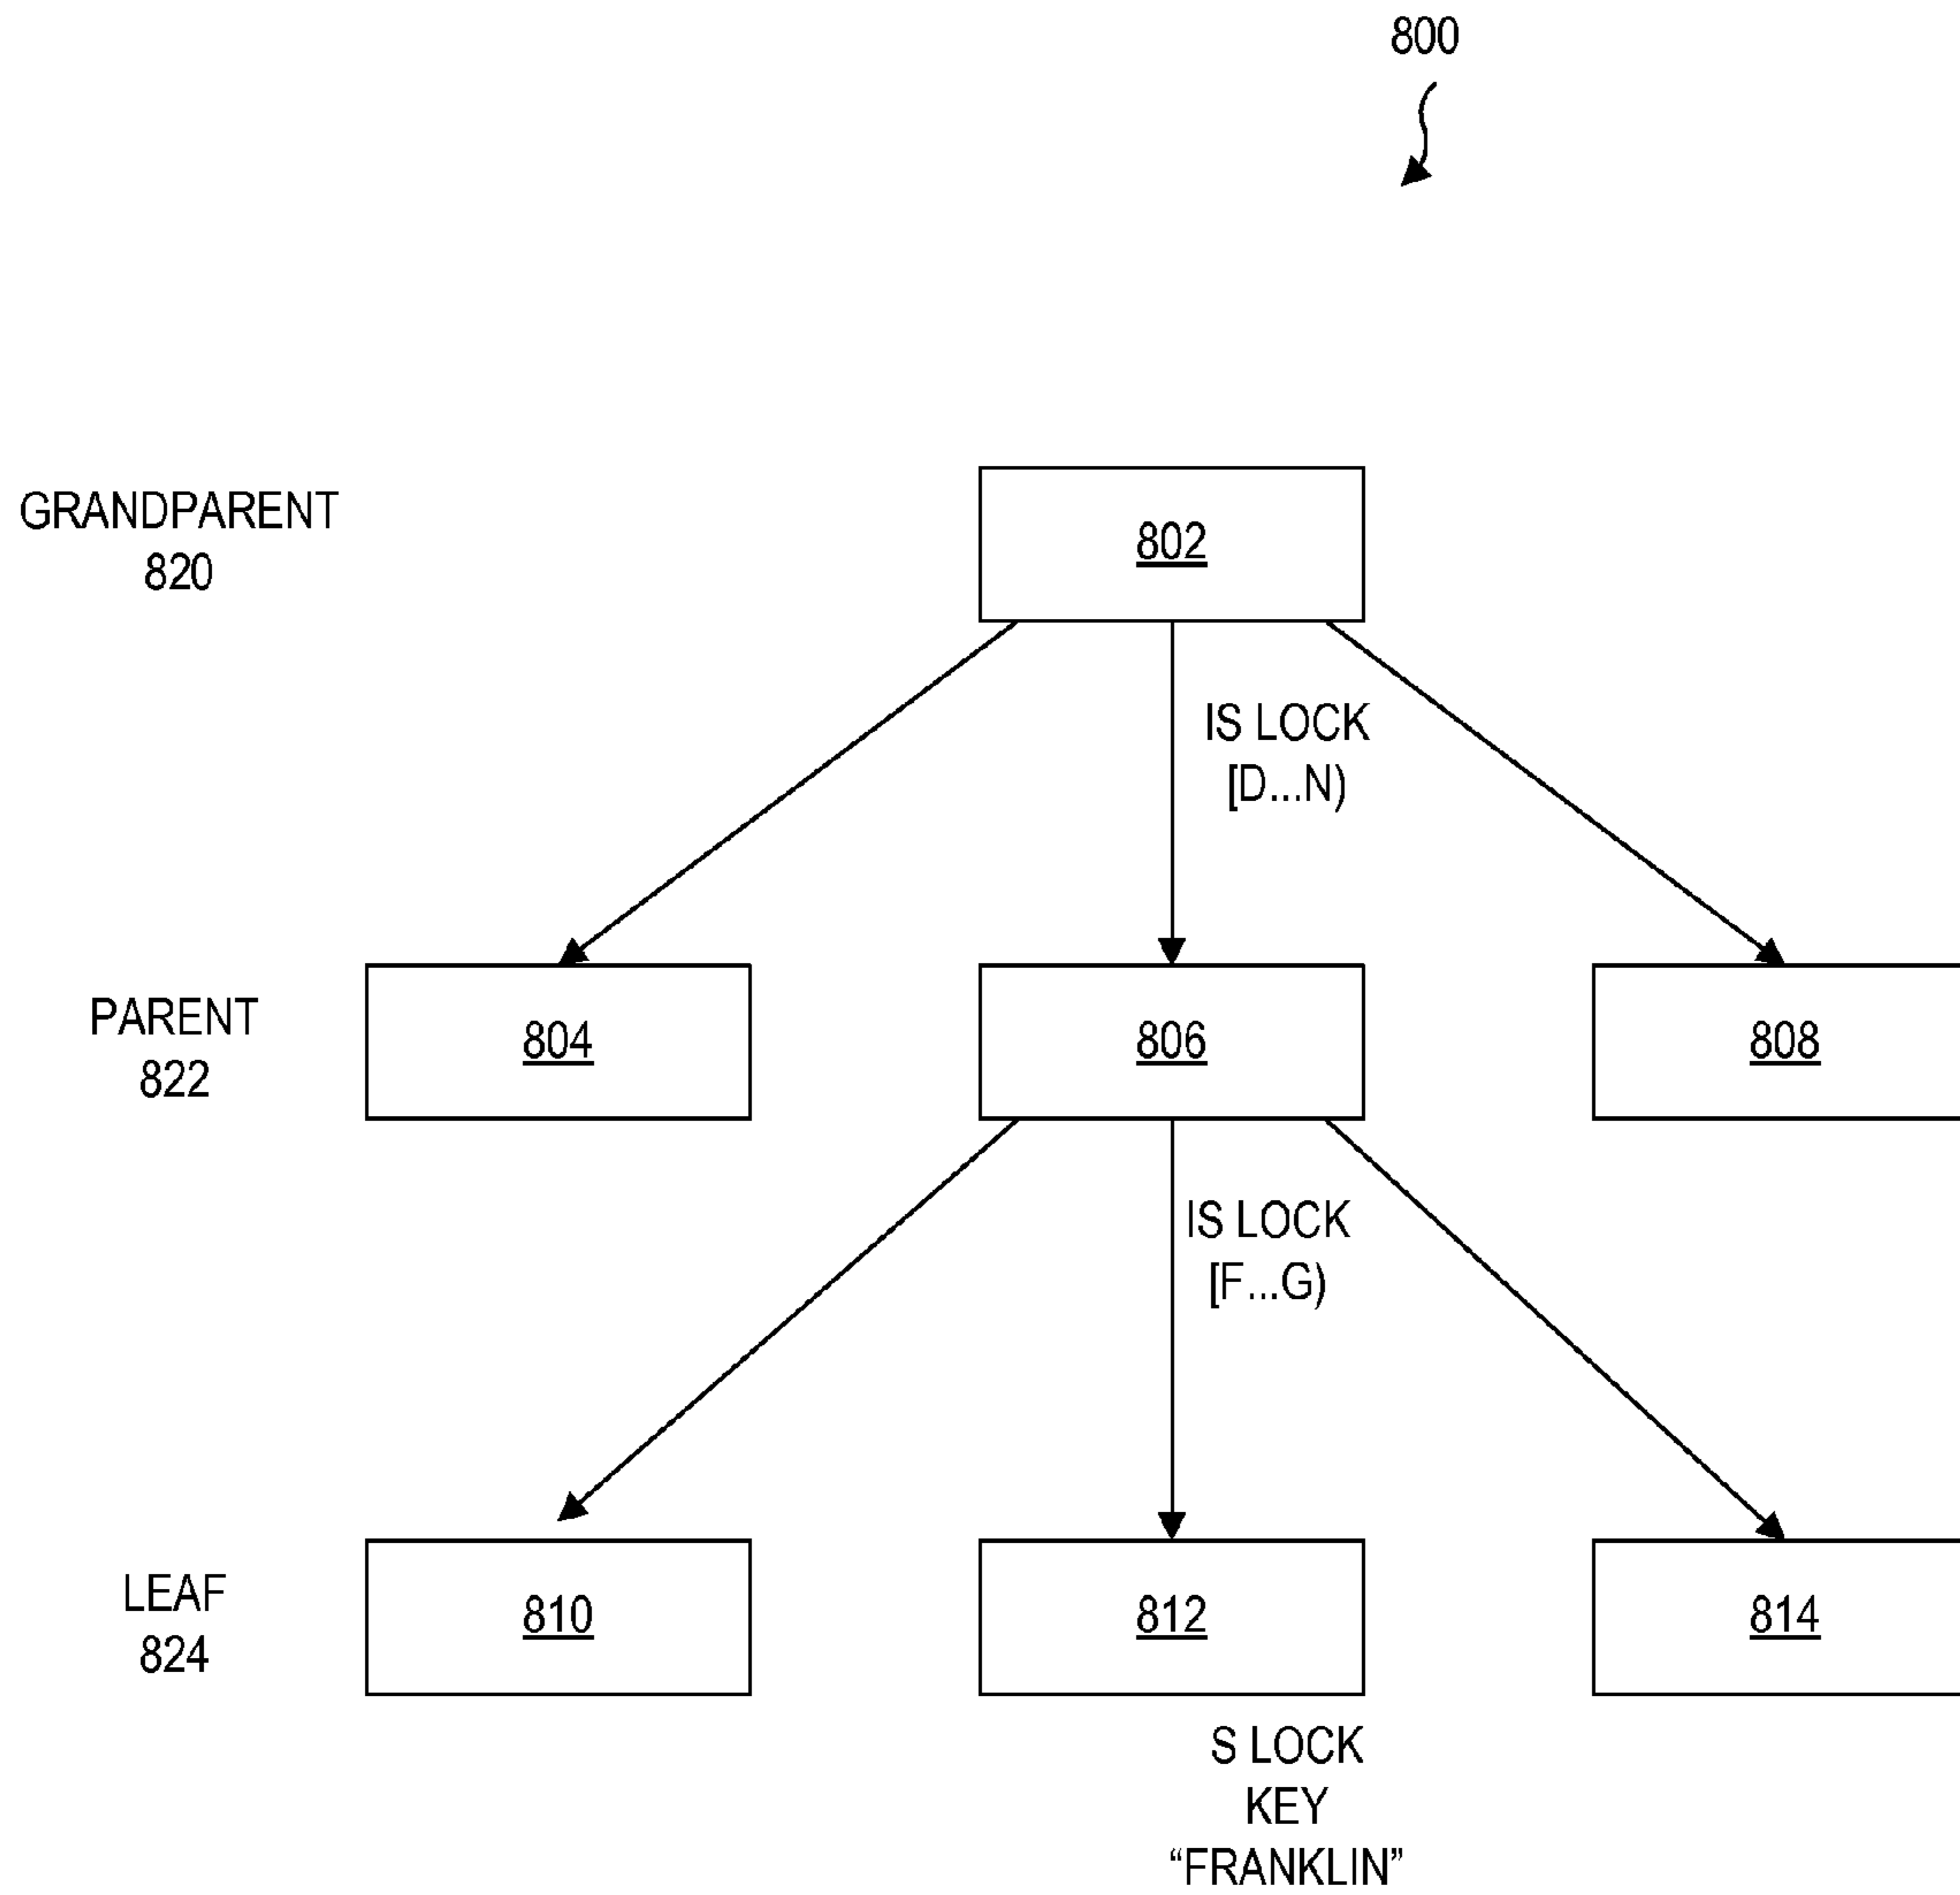 800
GRANDPARENT
820
802
IS LOCK
[D...N)
PARENT
822
804
806
808
IS LOCK
[F...G)
LEAF
824
810
812
814
S LOCK
KEY
“FRANKLIN”